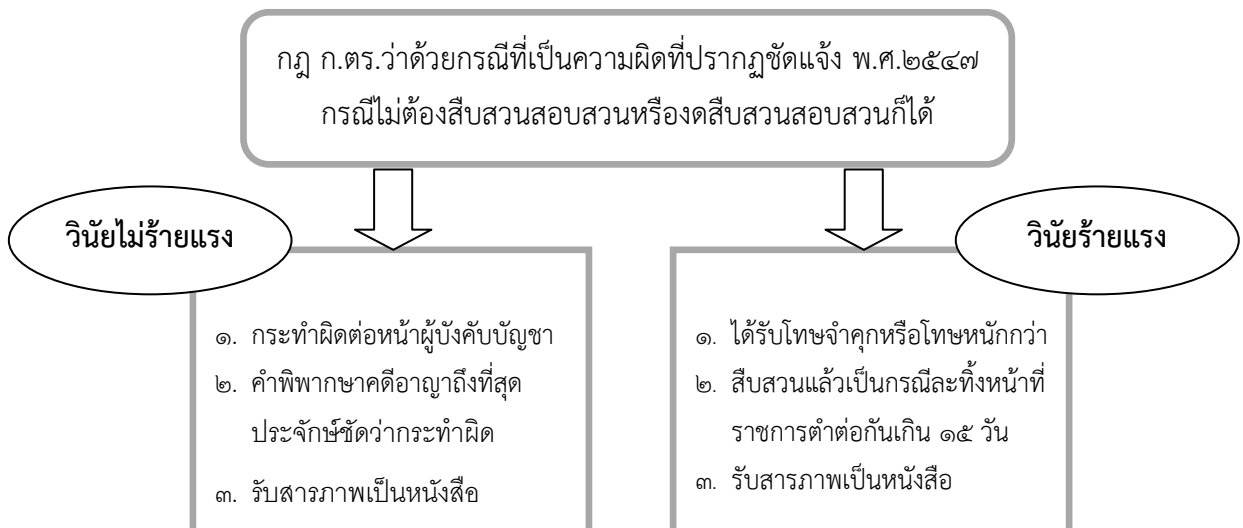 กฎ ก.ตร.ว่าด้วยกรณีที่เป็นความผิดที่ปรากฏชัดแจ้ง พ.ศ.๒๕๔๗
กรณีไม่ต้องสืบสวนสอบสวนหรืองดสืบสวนสอบสวนก็ได้
วินัยไม่ร้ายแรง
๑. กระทำผิดต่อหน้าผู้บังคับบัญชา
๒. คำพิพากษาคดีอาญาถึงที่สุด
ประจักษ์ชัดว่ากระทำผิด
๓. รับสารภาพเป็นหนังสือ
วินัยร้ายแรง
๑. ได้รับโทษจำคุกหรือโทษหนักกว่า
๒. สืบสวนแล้วเป็นกรณีละทิ้งหน้าที่
ราชการตำต่อกันเกิน ๑๕ วัน
๓. รับสารภาพเป็นหนังสือ